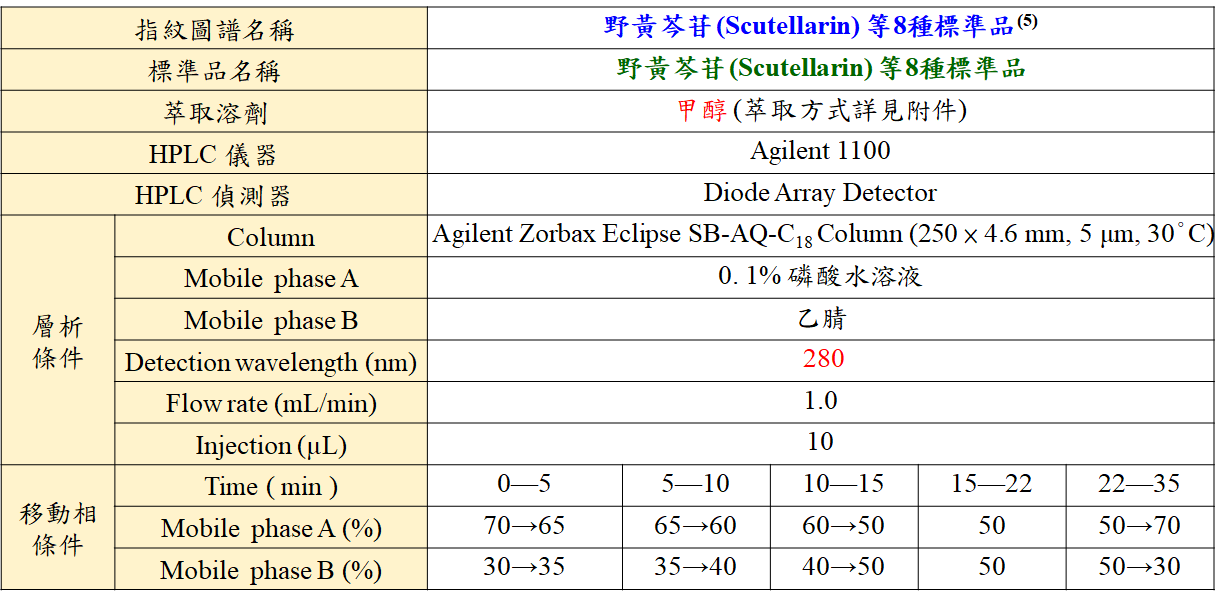 指紋圖譜名稱 野黃芩苷(Scutellarin) 等8種標準品(5)
標準品名稱 野黃芩苷(Scutellarin) 等8種標準品
萃取溶劑 甲醇 (萃取方式詳見附件)
HPLC 儀器 Agilent 1100
HPLC 偵測器 Diode Array Detector
層析條件
Column Agilent Zorbax Eclipse SB-AQ-C18 Column (250 × 4.6 mm, 5 μm, 30°C)
Mobile phase A 0. 1% 磷酸水溶液
Mobile phase B 乙腈
Detection wavelength (nm) 280
Flow rate (mL/min) 1.0
Injection (µL) 10
移動相條件
Time ( min ) 0—5 5—10 10—15 15—22 22—35
Mobile phase A (%) 70→65 65→60 60→50 50 50→70
Mobile phase B (%) 30→35 35→40 40→50 50 50→30